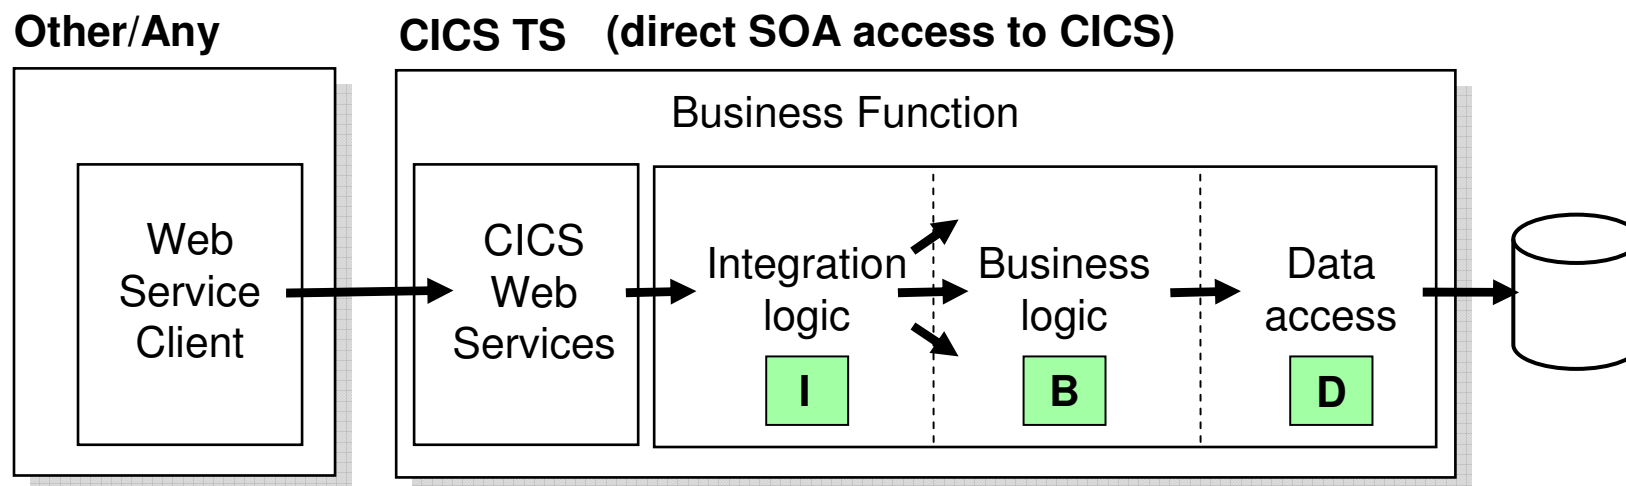 Other/Any
CICS TS (direct SOA access to CICS)
Business Function
Web
Service
Client
CICS
Web
Services
Integration
logic
I
Business
logic
B
Data
access
D